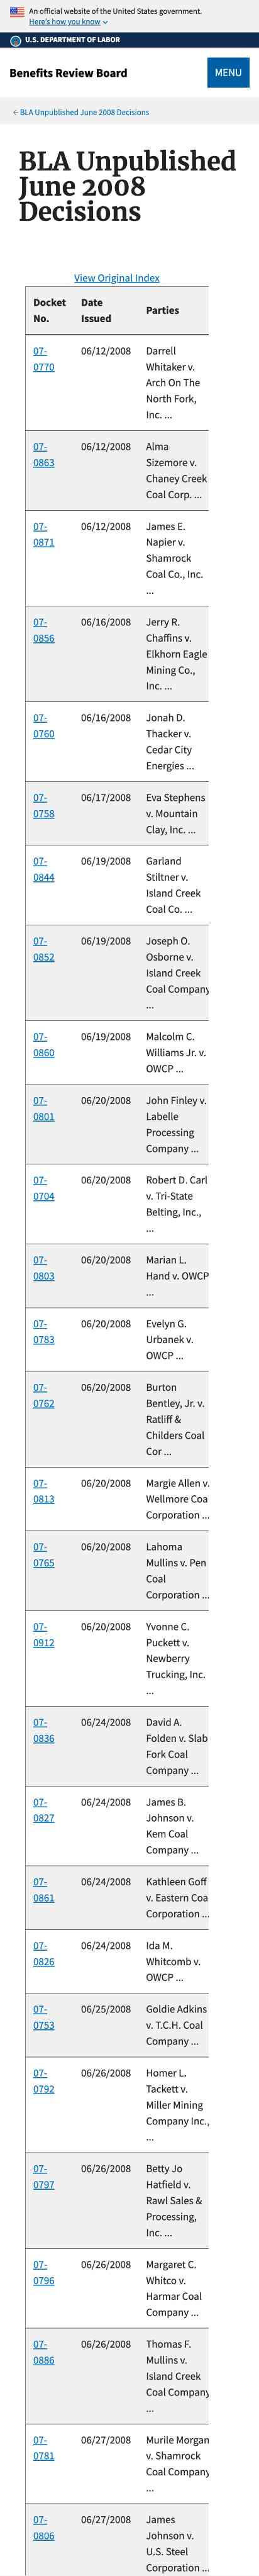 An official website of the United States government.
Here's how you know
U.S. DEPARTMENT OF LABOR
Benefits Review Board
MENU
← BLA Unpublished June 2008 Decisions
BLA Unpublished
June 2008
Decisions
View Original Index
Docket No. Date Issued Parties
07-0770 06/12/2008 Darrell Whitaker v. Arch On The North Fork, Inc. ...
07-0863 06/12/2008 Alma Sizemore v. Chaney Creek Coal Corp. ...
07-0871 06/12/2008 James E. Napier v. Shamrock Coal Co., Inc. ...
07-0856 06/16/2008 Jerry R. Chaffins v. Elkhorn Eagle Mining Co., Inc. ...
07-0760 06/16/2008 Jonah D. Thacker v. Cedar City Energies ...
07-0758 06/17/2008 Eva Stephens v. Mountain Clay, Inc. ...
07-0844 06/19/2008 Garland Stiltner v. Island Creek Coal Co. ...
07-0852 06/19/2008 Joseph O. Osborne v. Island Creek Coal Company ...
07-0860 06/19/2008 Malcolm C. Williams Jr. v. OWCP ...
07-0801 06/20/2008 John Finley v. Labelle Processing Company ...
07-0704 06/20/2008 Robert D. Carl v. Tri-State Belting, Inc., ...
07-0803 06/20/2008 Marian L. Hand v. OWCP ...
07-0783 06/20/2008 Evelyn G. Urbanek v. OWCP ...
07-0762 06/20/2008 Burton Bentley, Jr. v. Ratliff & Childers Coal Cor ...
07-0813 06/20/2008 Margie Allen v. Wellmore Coa Corporation ...
07-0765 06/20/2008 Lahoma Mullins v. Pen Coal Corporation ...
07-0912 06/20/2008 Yvonne C. Puckett v. Newberry Trucking, Inc. ...
07-0836 06/24/2008 David A. Folden v. Slab Fork Coal Company ...
07-0827 06/24/2008 James B. Johnson v. Kem Coal Company ...
07-0861 06/24/2008 Kathleen Goff v. Eastern Coa Corporation ...
07-0826 06/24/2008 Ida M. Whitcomb v. OWCP ...
07-0753 06/25/2008 Goldie Adkins v. T.C.H. Coal Company ...
07-0792 06/26/2008 Homer L. Tackett v. Miller Mining Company Inc., ...
07-0797 06/26/2008 Betty Jo Hatfield v. Rawl Sales & Processing, Inc. ...
07-0796 06/26/2008 Margaret C. Whitco v. Harmar Coal Company ...
07-0886 06/26/2008 Thomas F. Mullins v. Island Creek Coal Company ...
07-0781 06/27/2008 Murile Morgan v. Shamrock Coal Company ...
07-0806 06/27/2008 James Johnson v. U.S. Steel Corporation ...